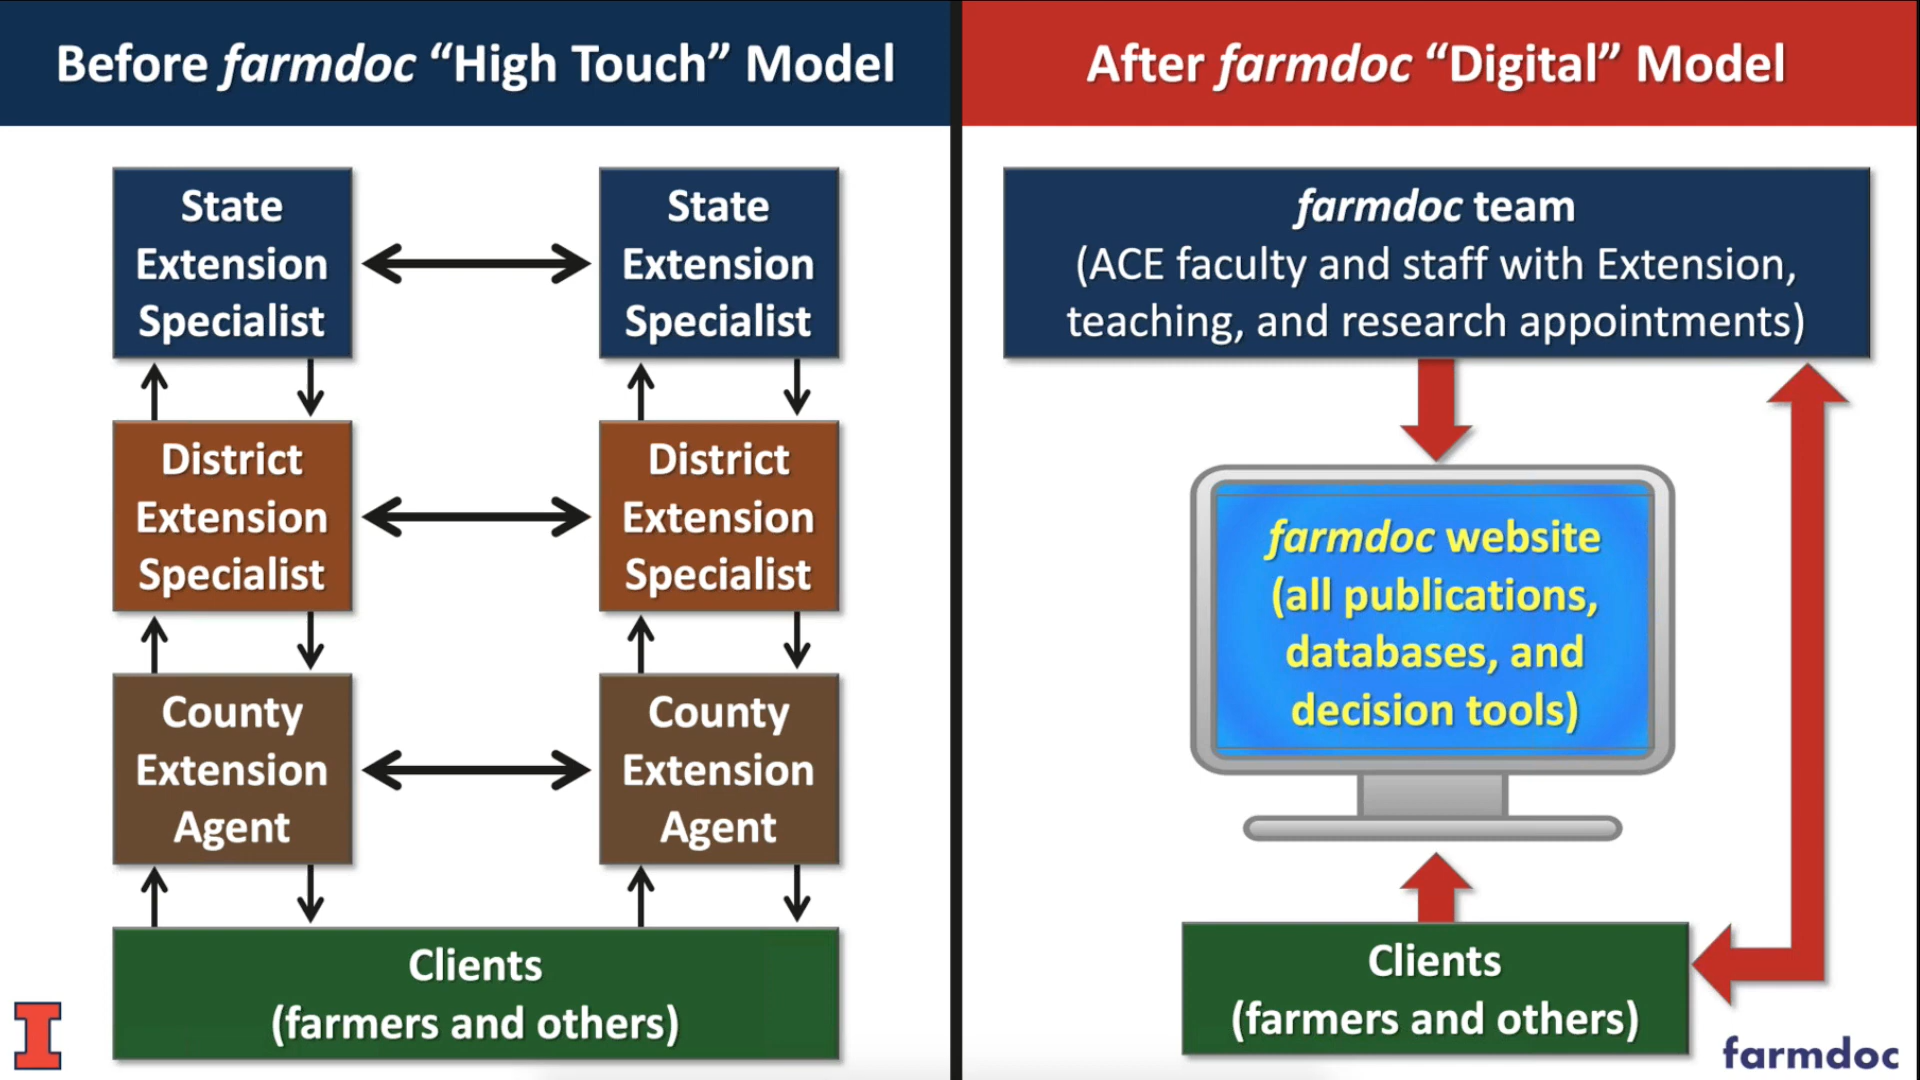 Before farmdoc “High Touch” Model
State
Extension
Specialist
State
Extension
Specialist
District
Extension
Specialist
District
Extension
Specialist
County
Extension
Agent
County
Extension
Agent
Clients
(farmers and others)
I
After farmdoc “Digital” Model
farmdoc team
(ACE faculty and staff with Extension,
teaching, and research appointments)
farmdoc website
(all publications,
databases, and
decision tools)
Clients
(farmers and others)
farmdoc